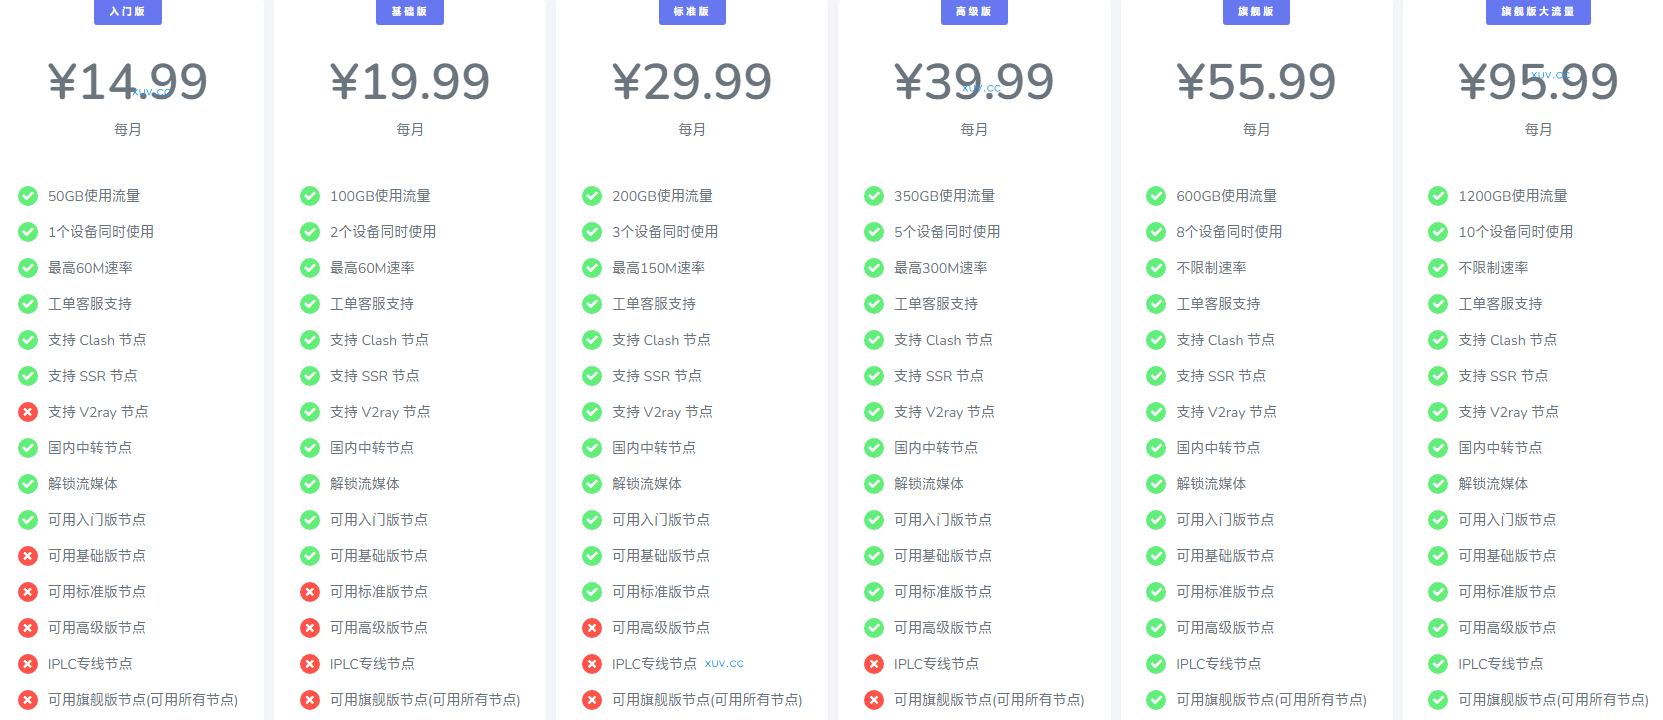 入门版
¥14.99
XUV.CC
每月
50GB使用流量
1个设备同时使用
最高60M速率
工单客服支持
支持 Clash 节点
支持 SSR 节点
支持 V2ray 节点
国内中转节点
解锁流媒体
可用入门版节点
可用基础版节点
可用标准版节点
可用高级版节点
IPLC专线节点
可用旗舰版节点(可用所有节点)
基础版
¥19.99
每月
100GB使用流量
2个设备同时使用
最高60M速率
工单客服支持
支持 Clash 节点
支持 SSR 节点
支持 V2ray 节点
国内中转节点
解锁流媒体
可用入门版节点
可用基础版节点
可用标准版节点
可用高级版节点
IPLC专线节点
可用旗舰版节点(可用所有节点)
标准版
¥29.99
每月
200GB使用流量
3个设备同时使用
最高150M速率
工单客服支持
支持 Clash 节点
支持 SSR 节点
支持 V2ray 节点
国内中转节点
解锁流媒体
可用入门版节点
可用基础版节点
可用标准版节点
可用高级版节点
IPLC专线节点 XUV.CC
可用旗舰版节点(可用所有节点)
高级版
¥39.99
XUV.CC
每月
350GB使用流量
5个设备同时使用
最高300M速率
工单客服支持
支持 Clash 节点
支持 SSR 节点
支持 V2ray 节点
国内中转节点
解锁流媒体
可用入门版节点
可用基础版节点
可用标准版节点
可用高级版节点
IPLC专线节点
可用旗舰版节点(可用所有节点)
旗舰版
¥55.99
每月
600GB使用流量
8个设备同时使用
不限制速率
工单客服支持
支持 Clash 节点
支持 SSR 节点
支持 V2ray 节点
国内中转节点
解锁流媒体
可用入门版节点
可用基础版节点
可用标准版节点
可用高级版节点
IPLC专线节点
可用旗舰版节点(可用所有节点)
旗舰版大流量
¥95.99
XUV.CC
每月
1200GB使用流量
10个设备同时使用
不限制速率
工单客服支持
支持 Clash 节点
支持 SSR 节点
支持 V2ray 节点
国内中转节点
解锁流媒体
可用入门版节点
可用基础版节点
可用标准版节点
可用高级版节点
IPLC专线节点
可用旗舰版节点(可用所有节点)